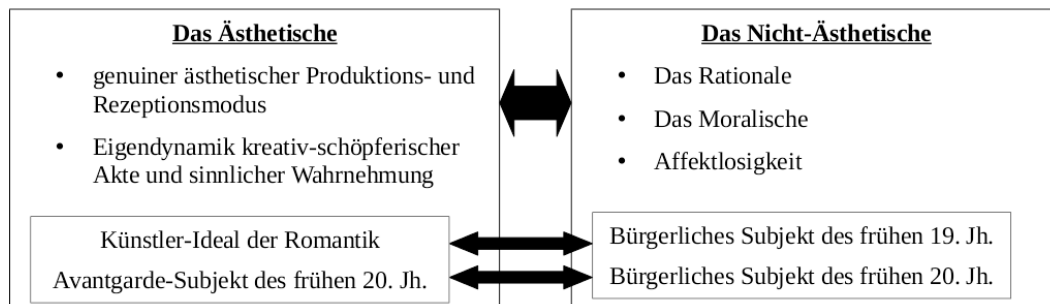 Das Ästhetische
• genuiner ästhetischer Produktions- und
Rezeptionsmodus
• Eigendynamik kreativ-schöpferischer
Akte und sinnlicher Wahrnehmung
Künstler-Ideal der Romantik
Avantgarde-Subjekt des frühen 20. Jh.
Das Nicht-Ästhetische
• Das Rationale
• Das Moralische
• Affektlosigkeit
Bürgerliches Subjekt des frühen 19. Jh.
Bürgerliches Subjekt des frühen 20. Jh.